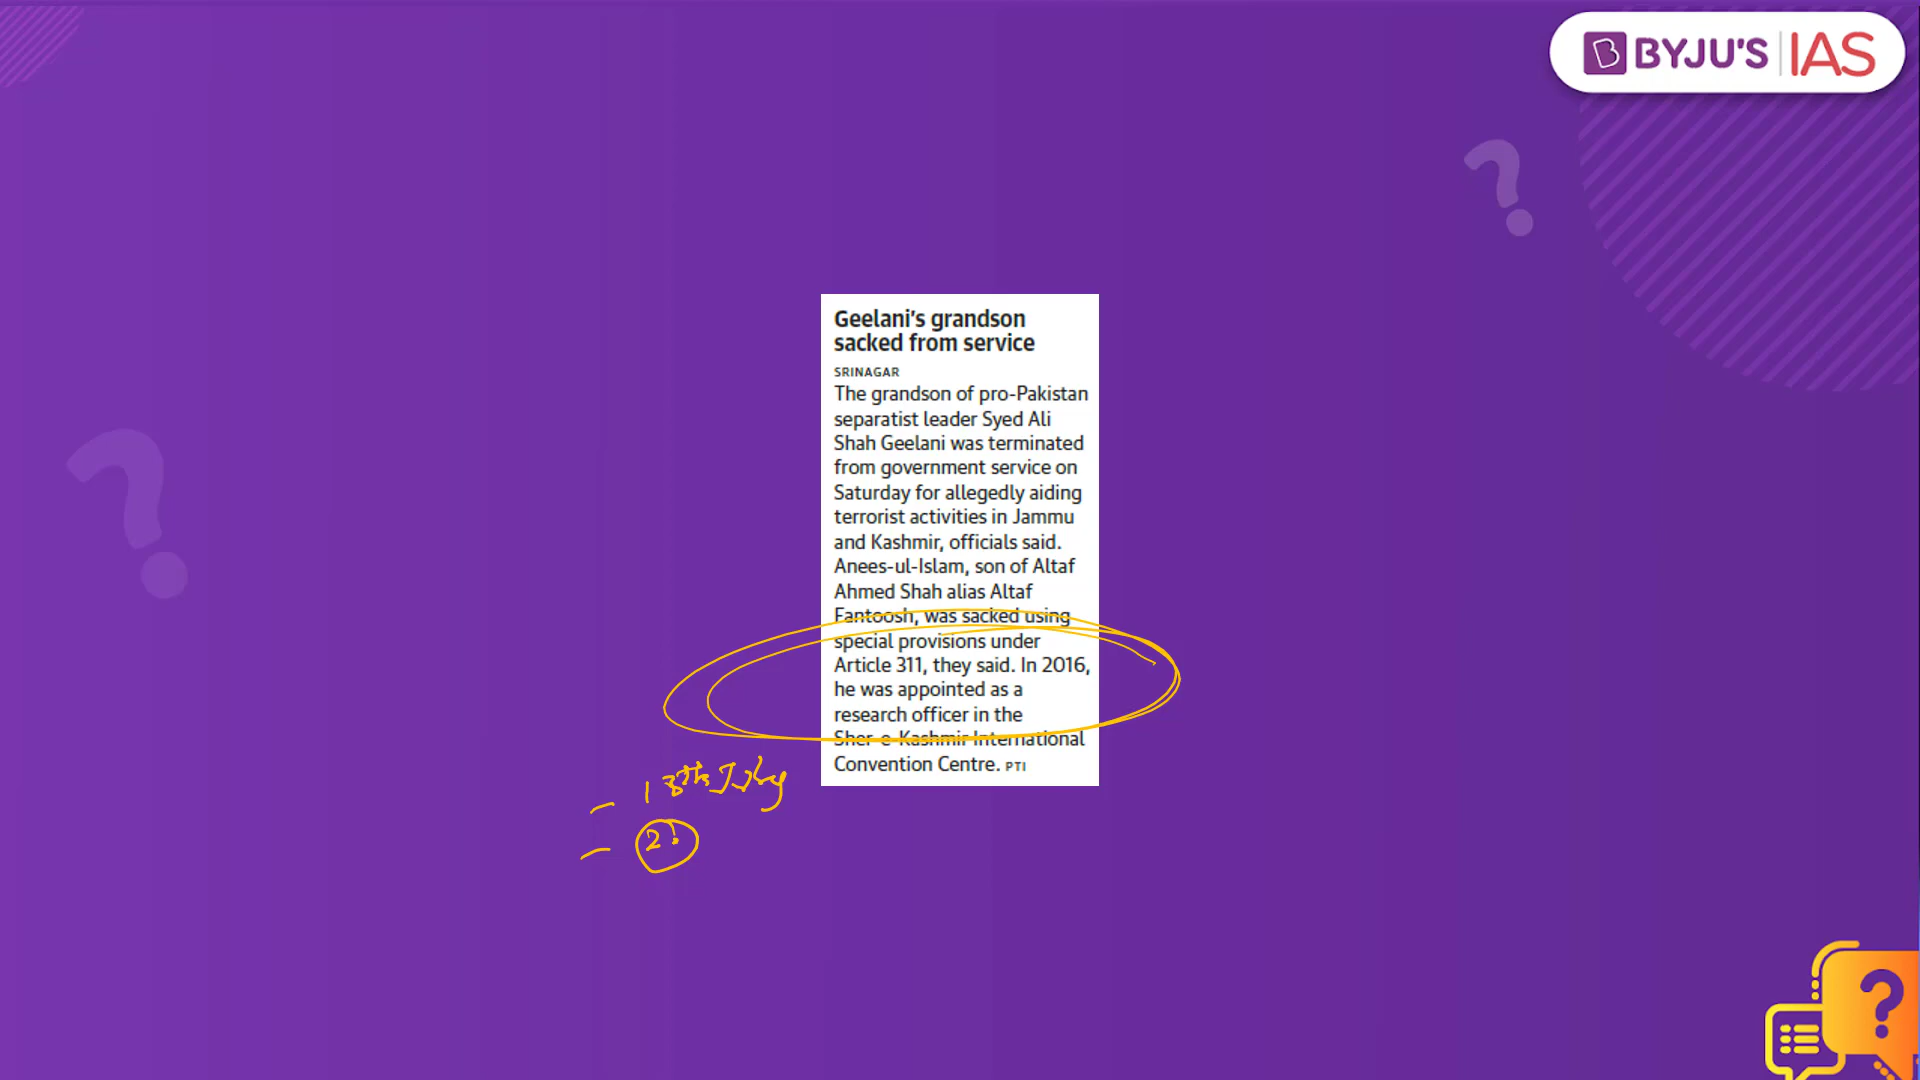 BYJU'S IAS
Geelani's grandson
sacked from service
SRINAGAR
The grandson of pro-Pakistan
separatist leader Syed Ali
Shah Geelani was terminated
from government service on
Saturday for allegedly aiding
terrorist activities in Jammu
and Kashmir, officials said.
Anees-ul-Islam, son of Altaf
Ahmed Shah alias Altaf
Fantoosh, was sacked using
special provisions under
Article 311, they said. In 2016,
he was appointed as a
research officer in the
Sher-e-Kashmir International
Convention Centre. PTI
- 13th July
-